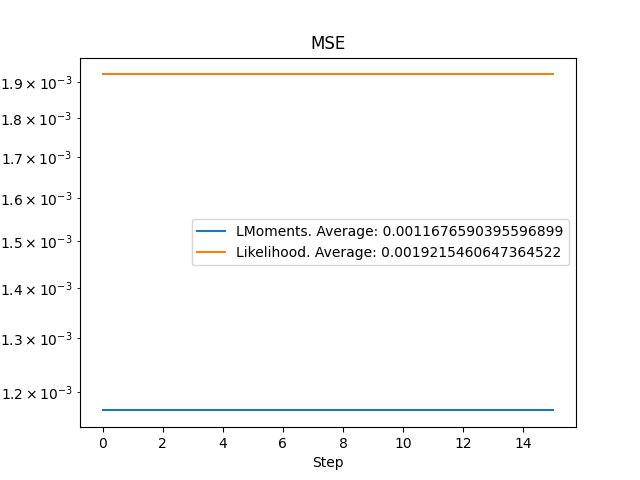 MSE
1.9 × 10⁻³
1.8 × 10⁻³
1.7 × 10⁻³
1.6 × 10⁻³
1.5 × 10⁻³
1.4 × 10⁻³
1.3 × 10⁻³
1.2 × 10⁻³
LMoments. Average: 0.0011676590395596899
Likelihood. Average: 0.0019215460647364522
0 2 4 6 8 10 12 14
Step